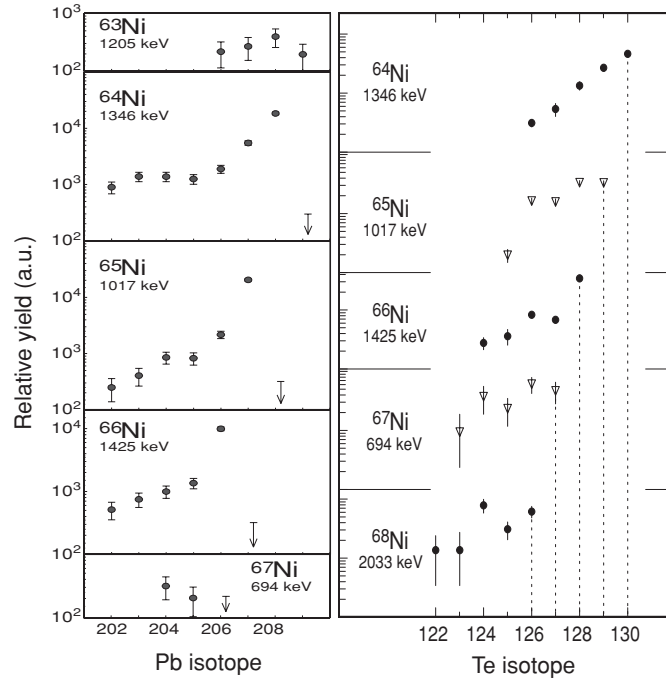 Relative yield (a.u.)
10³
⁶³Ni
1205 keV
10²
⁶⁴Ni
1346 keV
10⁴
10³
10²
⁶⁵Ni
1017 keV
10⁴
10³
10²
⁶⁶Ni
1425 keV
10⁴
10³
10²
⁶⁷Ni
694 keV
10²
202 204 206 208
Pb isotope
⁶⁴Ni
1346 keV
⁶⁵Ni
1017 keV
⁶⁶Ni
1425 keV
⁶⁷Ni
694 keV
⁶⁸Ni
2033 keV
122 124 126 128 130
Te isotope